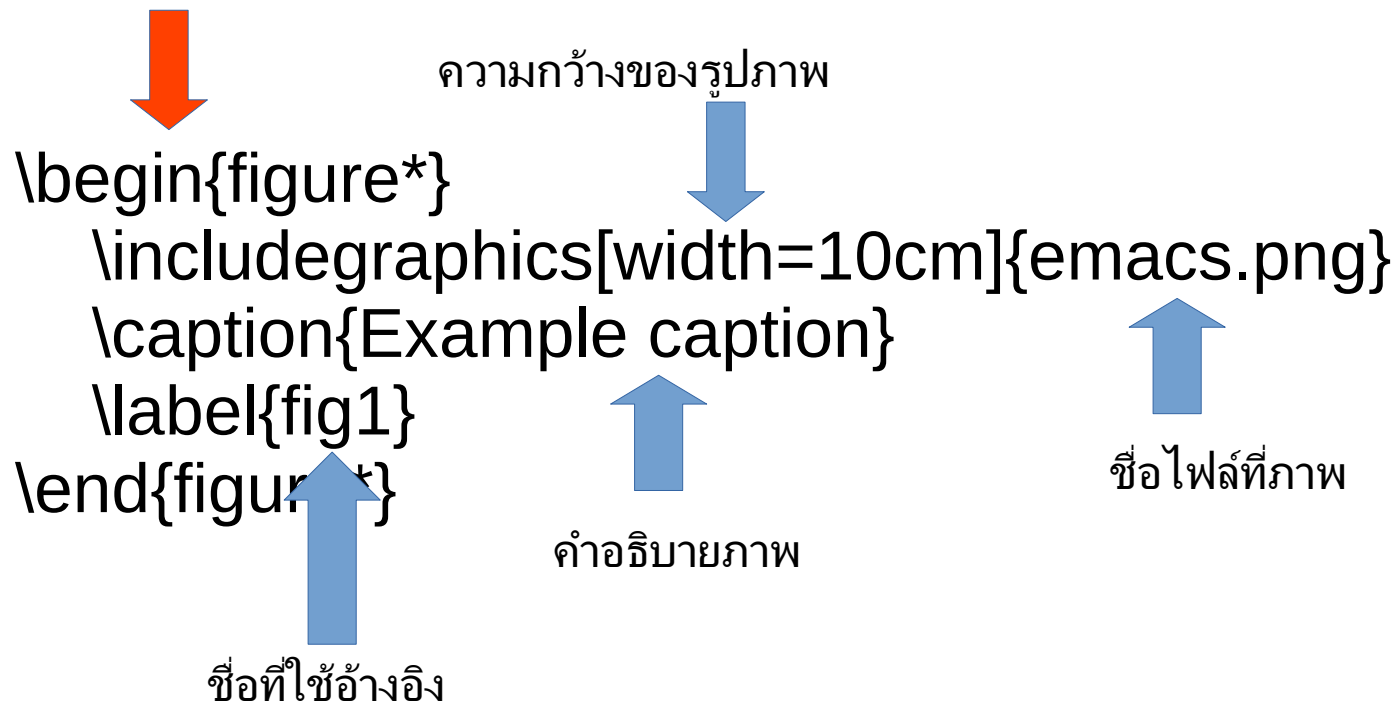 ความกว้างของรูปภาพ
\begin{figure*}
\includegraphics[width=10cm]{emacs.png}
\caption{Example caption}
\label{fig1}
\end{figur*}
ชื่อไฟล์ที่ภาพ
คำอธิบายภาพ
ชื่อที่ใช้อ้างอิง